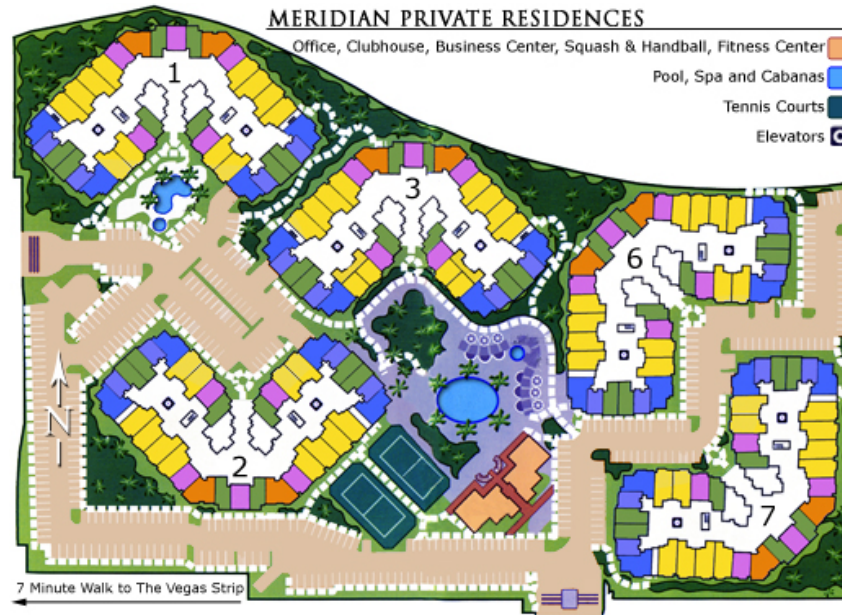 MERIDIAN PRIVATE RESIDENCES
Office, Clubhouse, Business Center, Squash & Handball, Fitness Center
Pool, Spa and Cabanas
Tennis Courts
Elevators
1
3
6
2
7
N
7 Minute Walk to The Vegas Strip